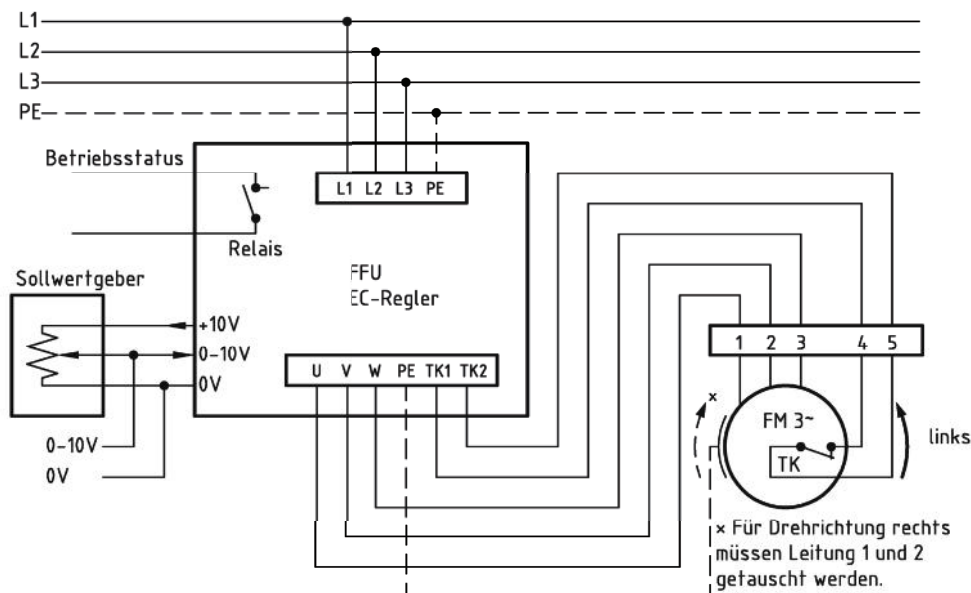 L1
L2
L3
PE
Betriebsstatus
L1 L2 L3 PE
Relais
Sollwertgeber
FFU
EC-Regler
+10V
0-10V
0V
U V W PE TK1 TK2
1 2 3 4 5
0-10V
0V
x
FM 3~
TK
links
x Für Drehrichtung rechts
müssen Leitung 1 und 2
getauscht werden.